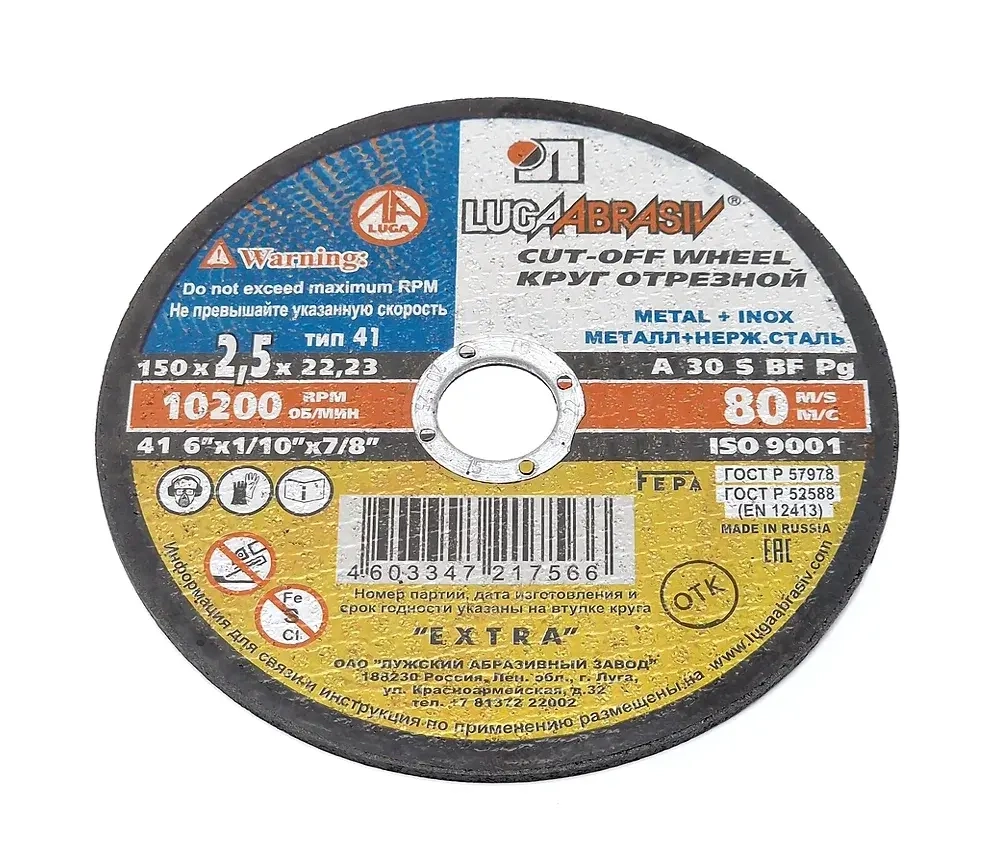 LUGAABRASIV®
CUT-OFF WHEEL
КРУГ ОТРЕЗНОЙ
METAL + INOX
МЕТАЛЛ+НЕРЖ.СТАЛЬ
LUGA
Warning:
Do not exceed maximum RPM
Не превышайте указанную скорость
тип 41
150 x 2,5 x 22,23
A 30 S BF Pg
10200 RPM
ОБ/МИН
80 M/S
М/С
41 6"x1/10"x7/8"
ISO 9001
FEPA
ГОСТ Р 57978
ГОСТ Р 52588
(EN 12413)
MADE IN RUSSIA
EAC
Fe
S
Cl
4 603347 217566
Номер партии, дата изготовления и
срок годности указаны на втулке круга
ОТК
"EXTRA"
ОАО "ЛУЖСКИЙ АБРАЗИВНЫЙ ЗАВОД"
188230 Россия, Лен. обл., г. Луга,
ул. Красноармейская, д.32
тел. +7 81372 22002
Информация для связи и инструкция по применению размещены на www.lugaabrasiv.com